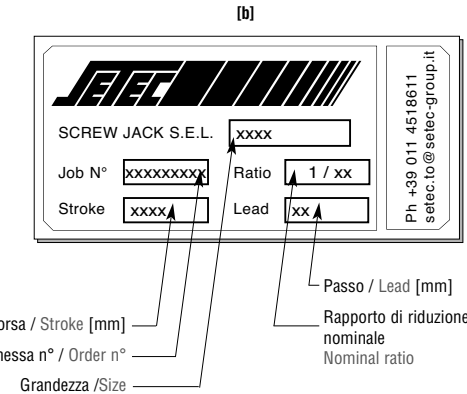 [b]
SETEC
SCREW JACK S.E.L. xxxx
Job N° xxxxxxxxx Ratio 1 / xx
Stroke xxxx Lead xx
Ph +39 011 4518611
setec.to@setec-group.it
Passo / Lead [mm]
orsa / Stroke [mm]
Rapporto di riduzione
nominale
Nominal ratio
messa n° / Order n°
Grandezza /Size